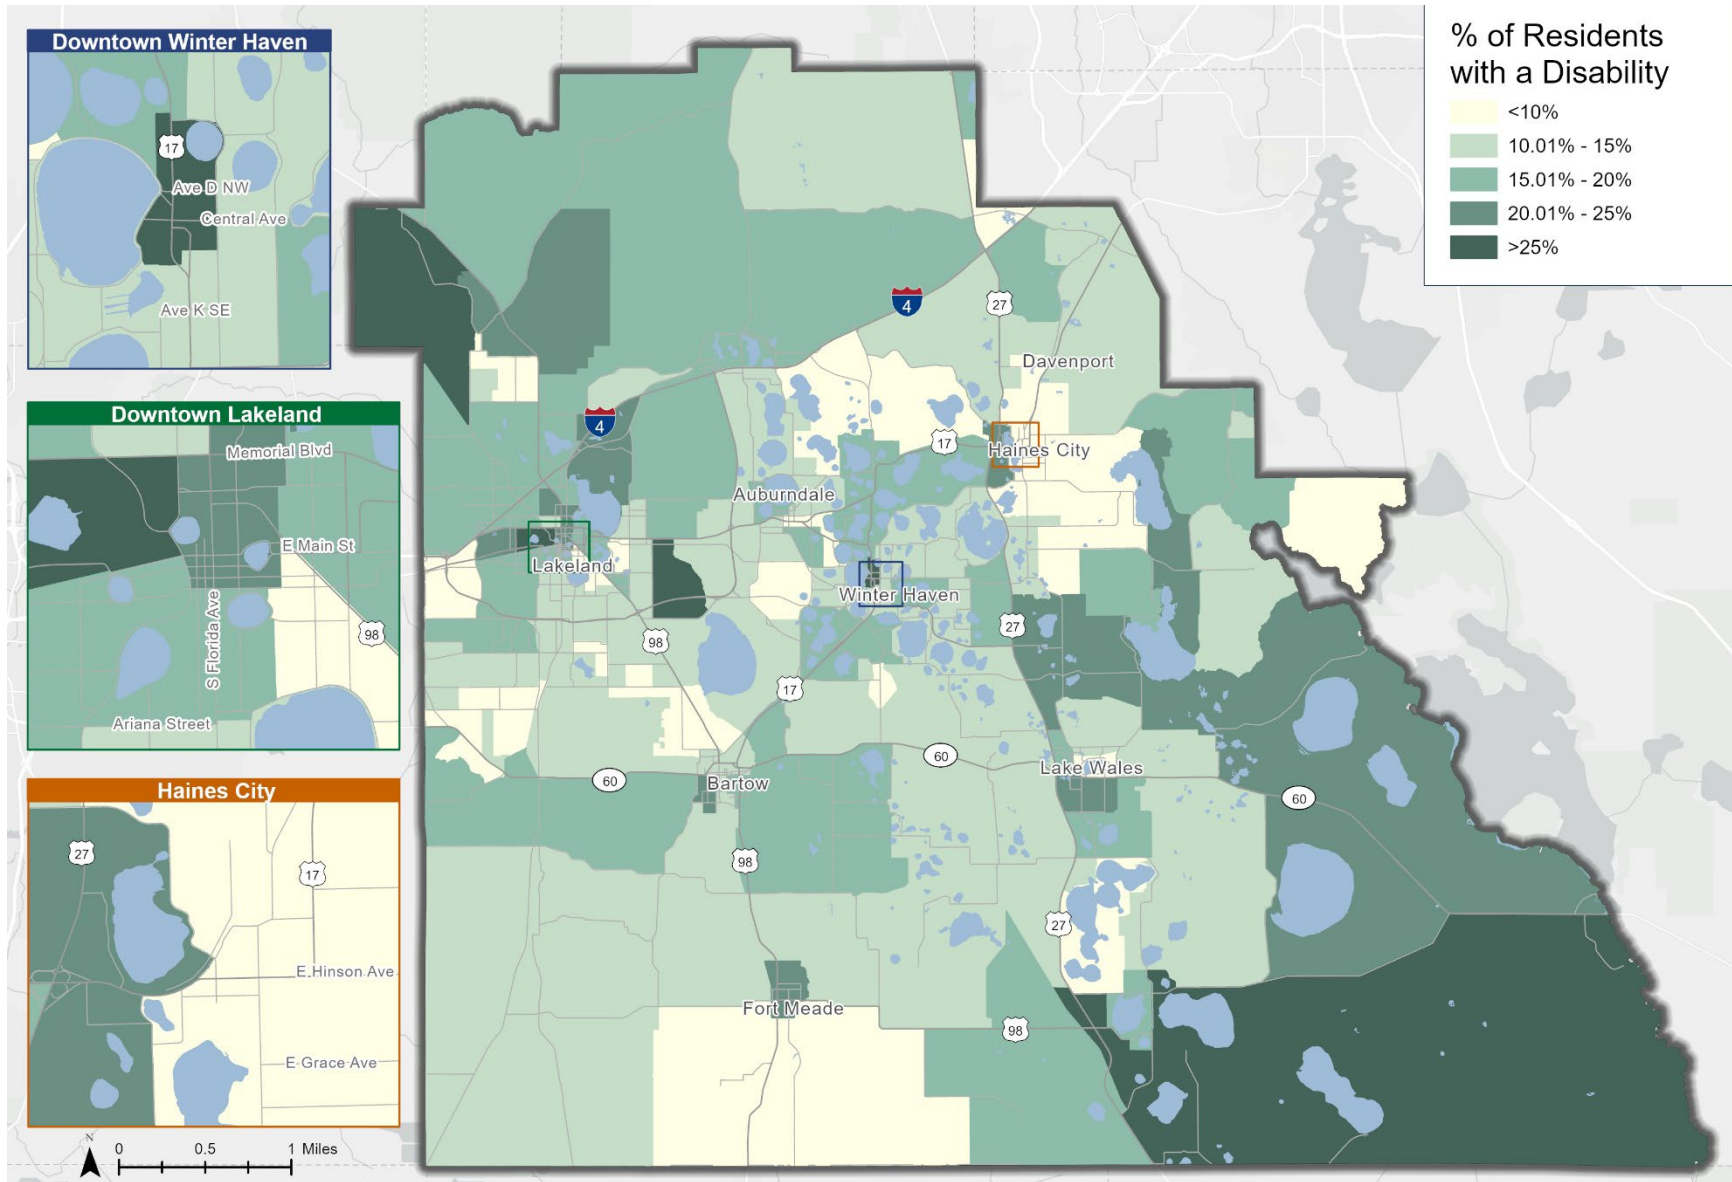 Downtown Winter Haven
17
Ave D NW
Central Ave
Ave K SE
Downtown Lakeland
Memorial Blvd
E Main St
S Florida Ave
98
Ariana Street
Haines City
27
17
E Hinson Ave
E Grace Ave
N
0 0.5 1 Miles
% of Residents
with a Disability
<10%
10.01% - 15%
15.01% - 20%
20.01% - 25%
>25%
4
27
Davenport
4
17
Haines City
Auburndale
Lakeland
Winter Haven
27
98
17
60
60
Lake Wales
Bartow
60
98
27
Fort Meade
98